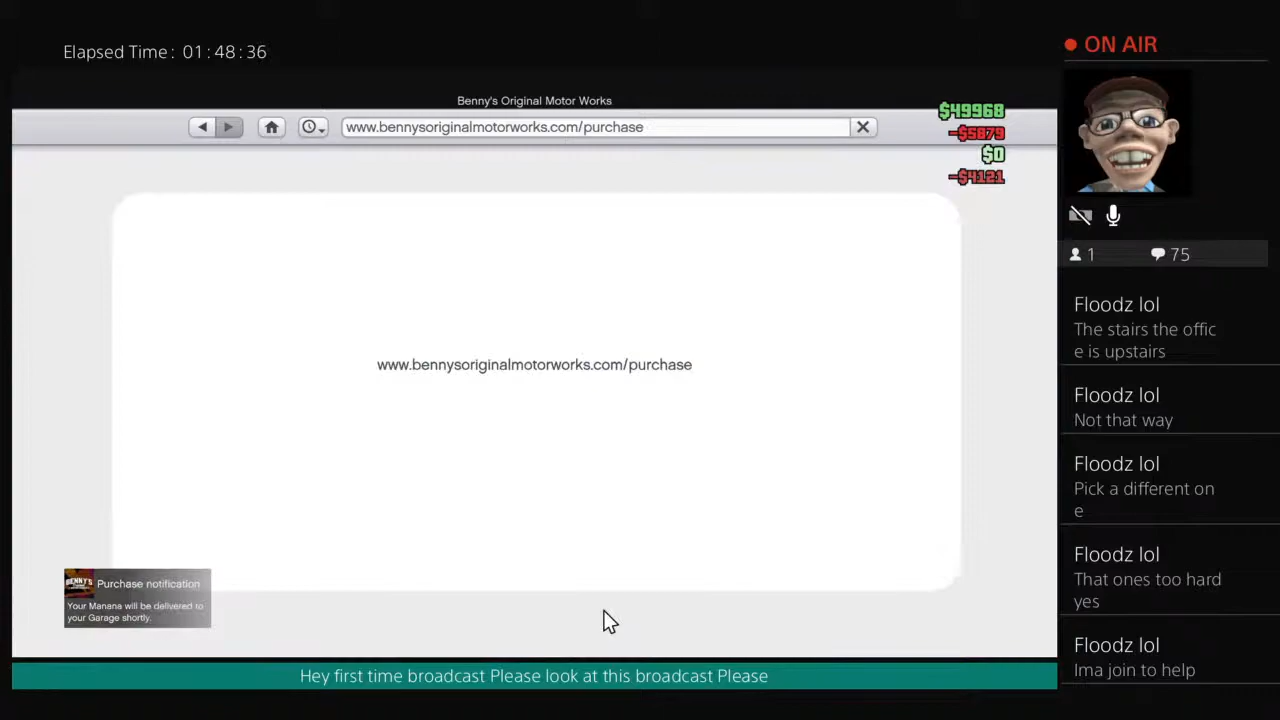 Elapsed Time: 01:48:36
ON AIR
Benny's Original Motor Works
www.bennysoriginalmotorworks.com/purchase
$49968
-$5879
$0
-$4121
1 75
www.bennysoriginalmotorworks.com/purchase
BENNY'S
Purchase notification
Your Manana will be delivered to
your Garage shortly.
Floodz lol
The stairs the offic
e is upstairs
Floodz lol
Not that way
Floodz lol
Pick a different on
e
Floodz lol
That ones too hard
yes
Floodz lol
Ima join to help
Hey first time broadcast Please look at this broadcast Please